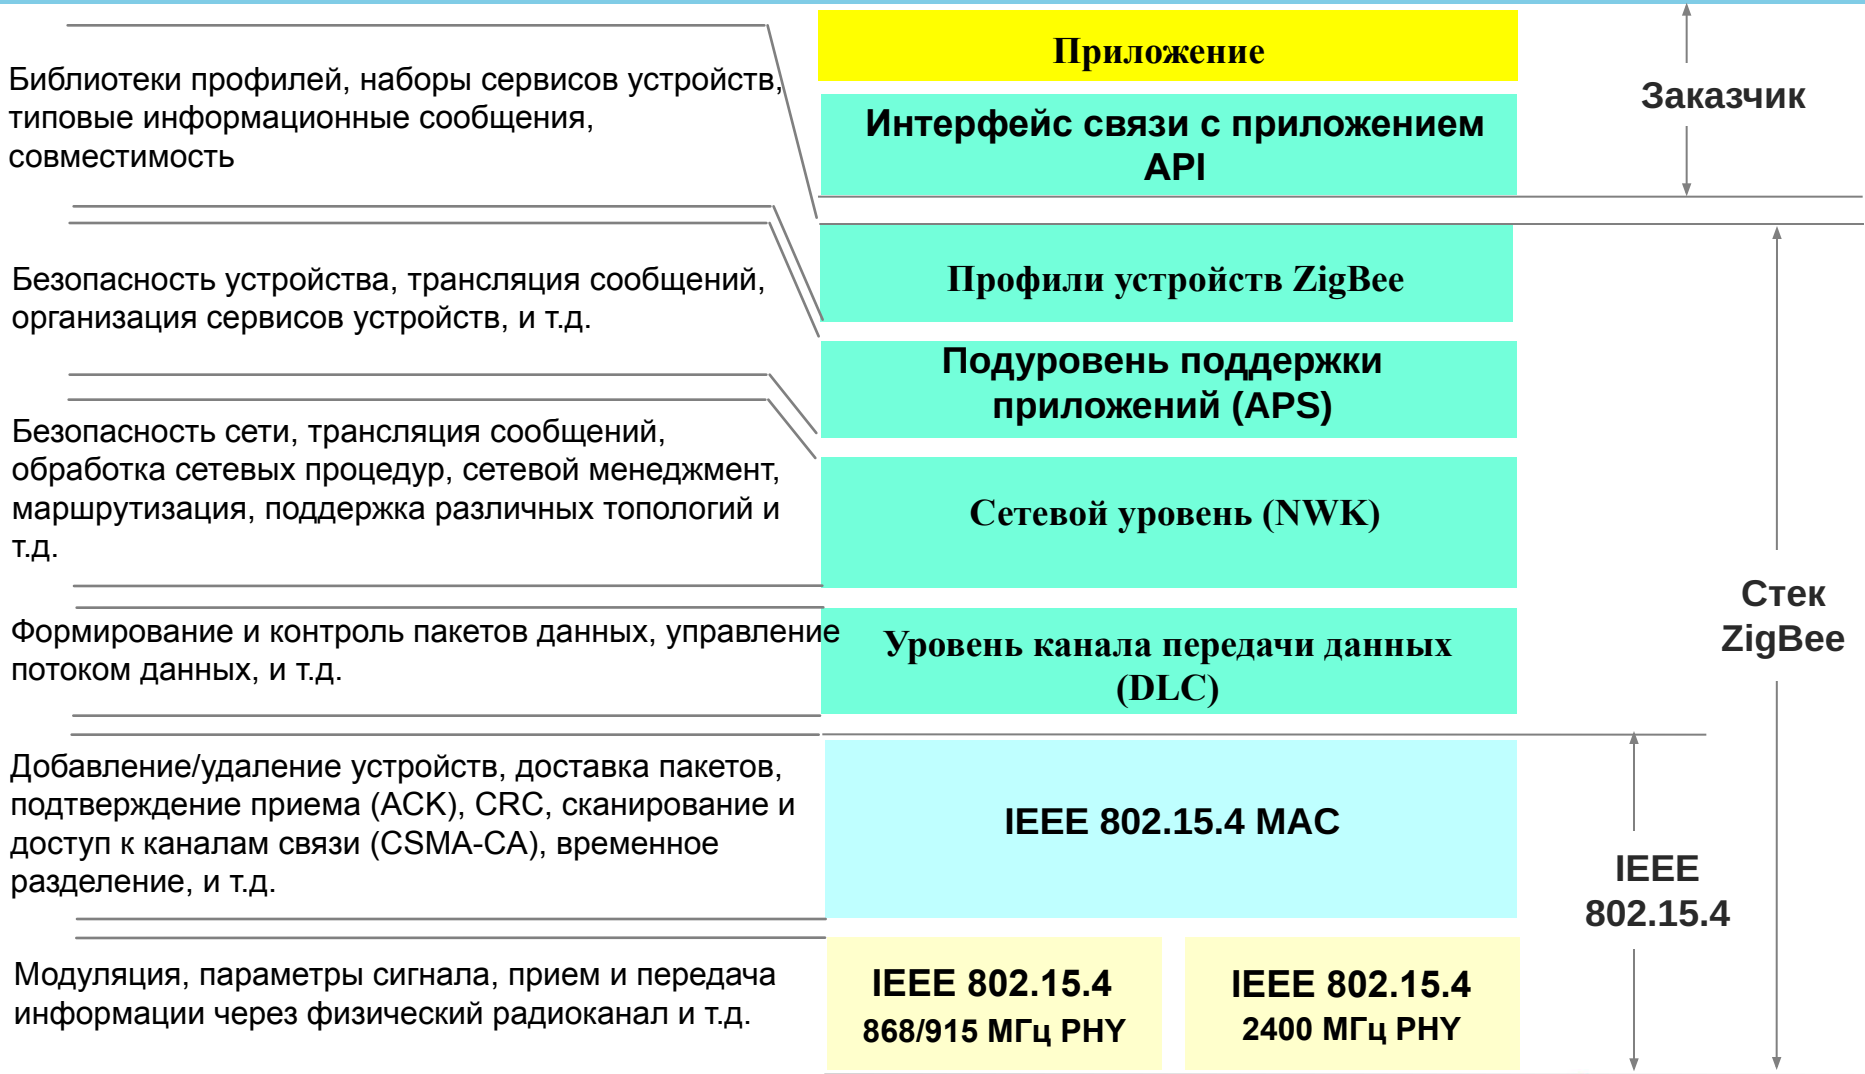 Приложение
Библиотеки профилей, наборы сервисов устройств,
типовые информационные сообщения,
совместимость
Интерфейс связи с приложением
API
Заказчик
Безопасность устройства, трансляция сообщений,
организация сервисов устройств, и т.д.
Профили устройств ZigBee
Подуровень поддержки
приложений (APS)
Безопасность сети, трансляция сообщений,
обработка сетевых процедур, сетевой менеджмент,
маршрутизация, поддержка различных топологий и
т.д.
Сетевой уровень (NWK)
Формирование и контроль пакетов данных, управление
потоком данных, и т.д.
Уровень канала передачи данных
(DLC)
Стек
ZigBee
Добавление/удаление устройств, доставка пакетов,
подтверждение приема (ACK), CRC, сканирование и
доступ к каналам связи (CSMA-CA), временное
разделение, и т.д.
IEEE 802.15.4 MAC
IEEE
802.15.4
Модуляция, параметры сигнала, прием и передача
информации через физический радиоканал и т.д.
IEEE 802.15.4
868/915 МГц PHY
IEEE 802.15.4
2400 МГц PHY